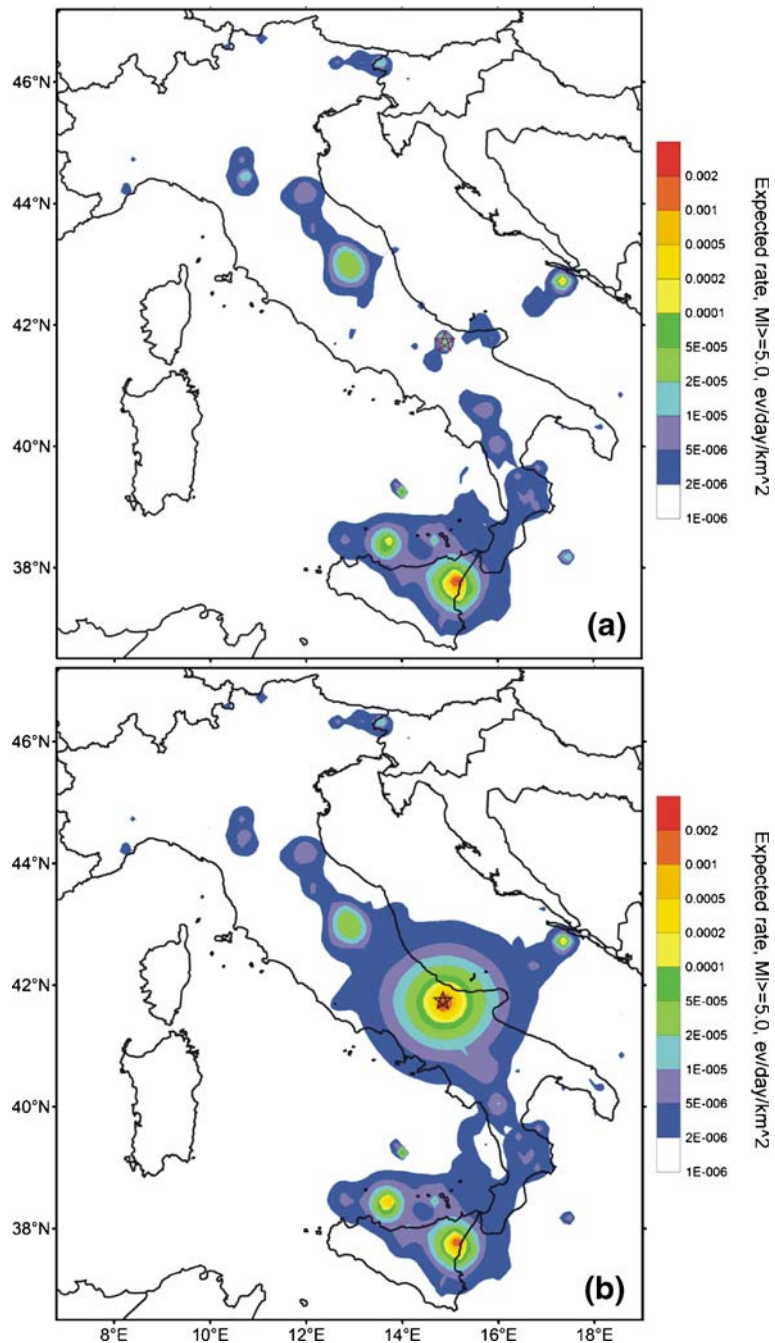 46°N
44°N
42°N
40°N
38°N
(a)
0.002
0.001
0.0005
0.0002
0.0001
5E-005
2E-005
1E-005
5E-006
2E-006
1E-006
Expected rate, Ml>=5.0, ev/day/km^2
46°N
44°N
42°N
40°N
38°N
(b)
0.002
0.001
0.0005
0.0002
0.0001
5E-005
2E-005
1E-005
5E-006
2E-006
1E-006
Expected rate, Ml>=5.0, ev/day/km^2
8°E 10°E 12°E 14°E 16°E 18°E